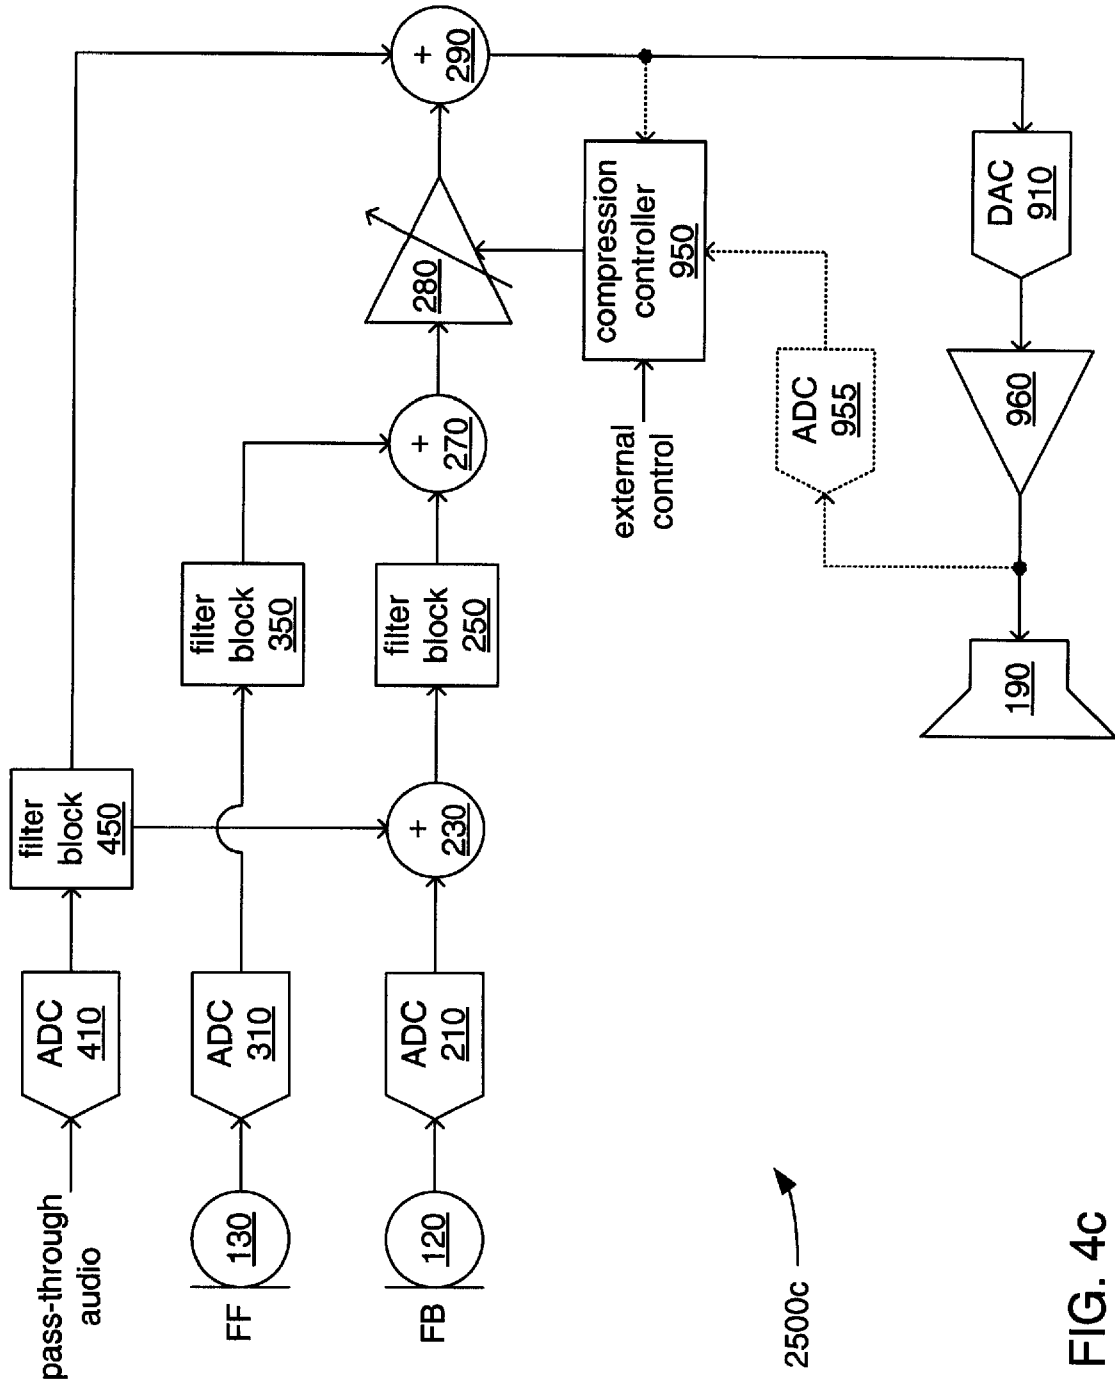 pass-through
audio
ADC
410
filter
block
450
FF
130
ADC
310
filter
block
350
FB
120
ADC
210
+
230
filter
block
250
+
270
280
+
290
external
control
compression
controller
950
ADC
955
190
960
DAC
910
2500c
FIG. 4c